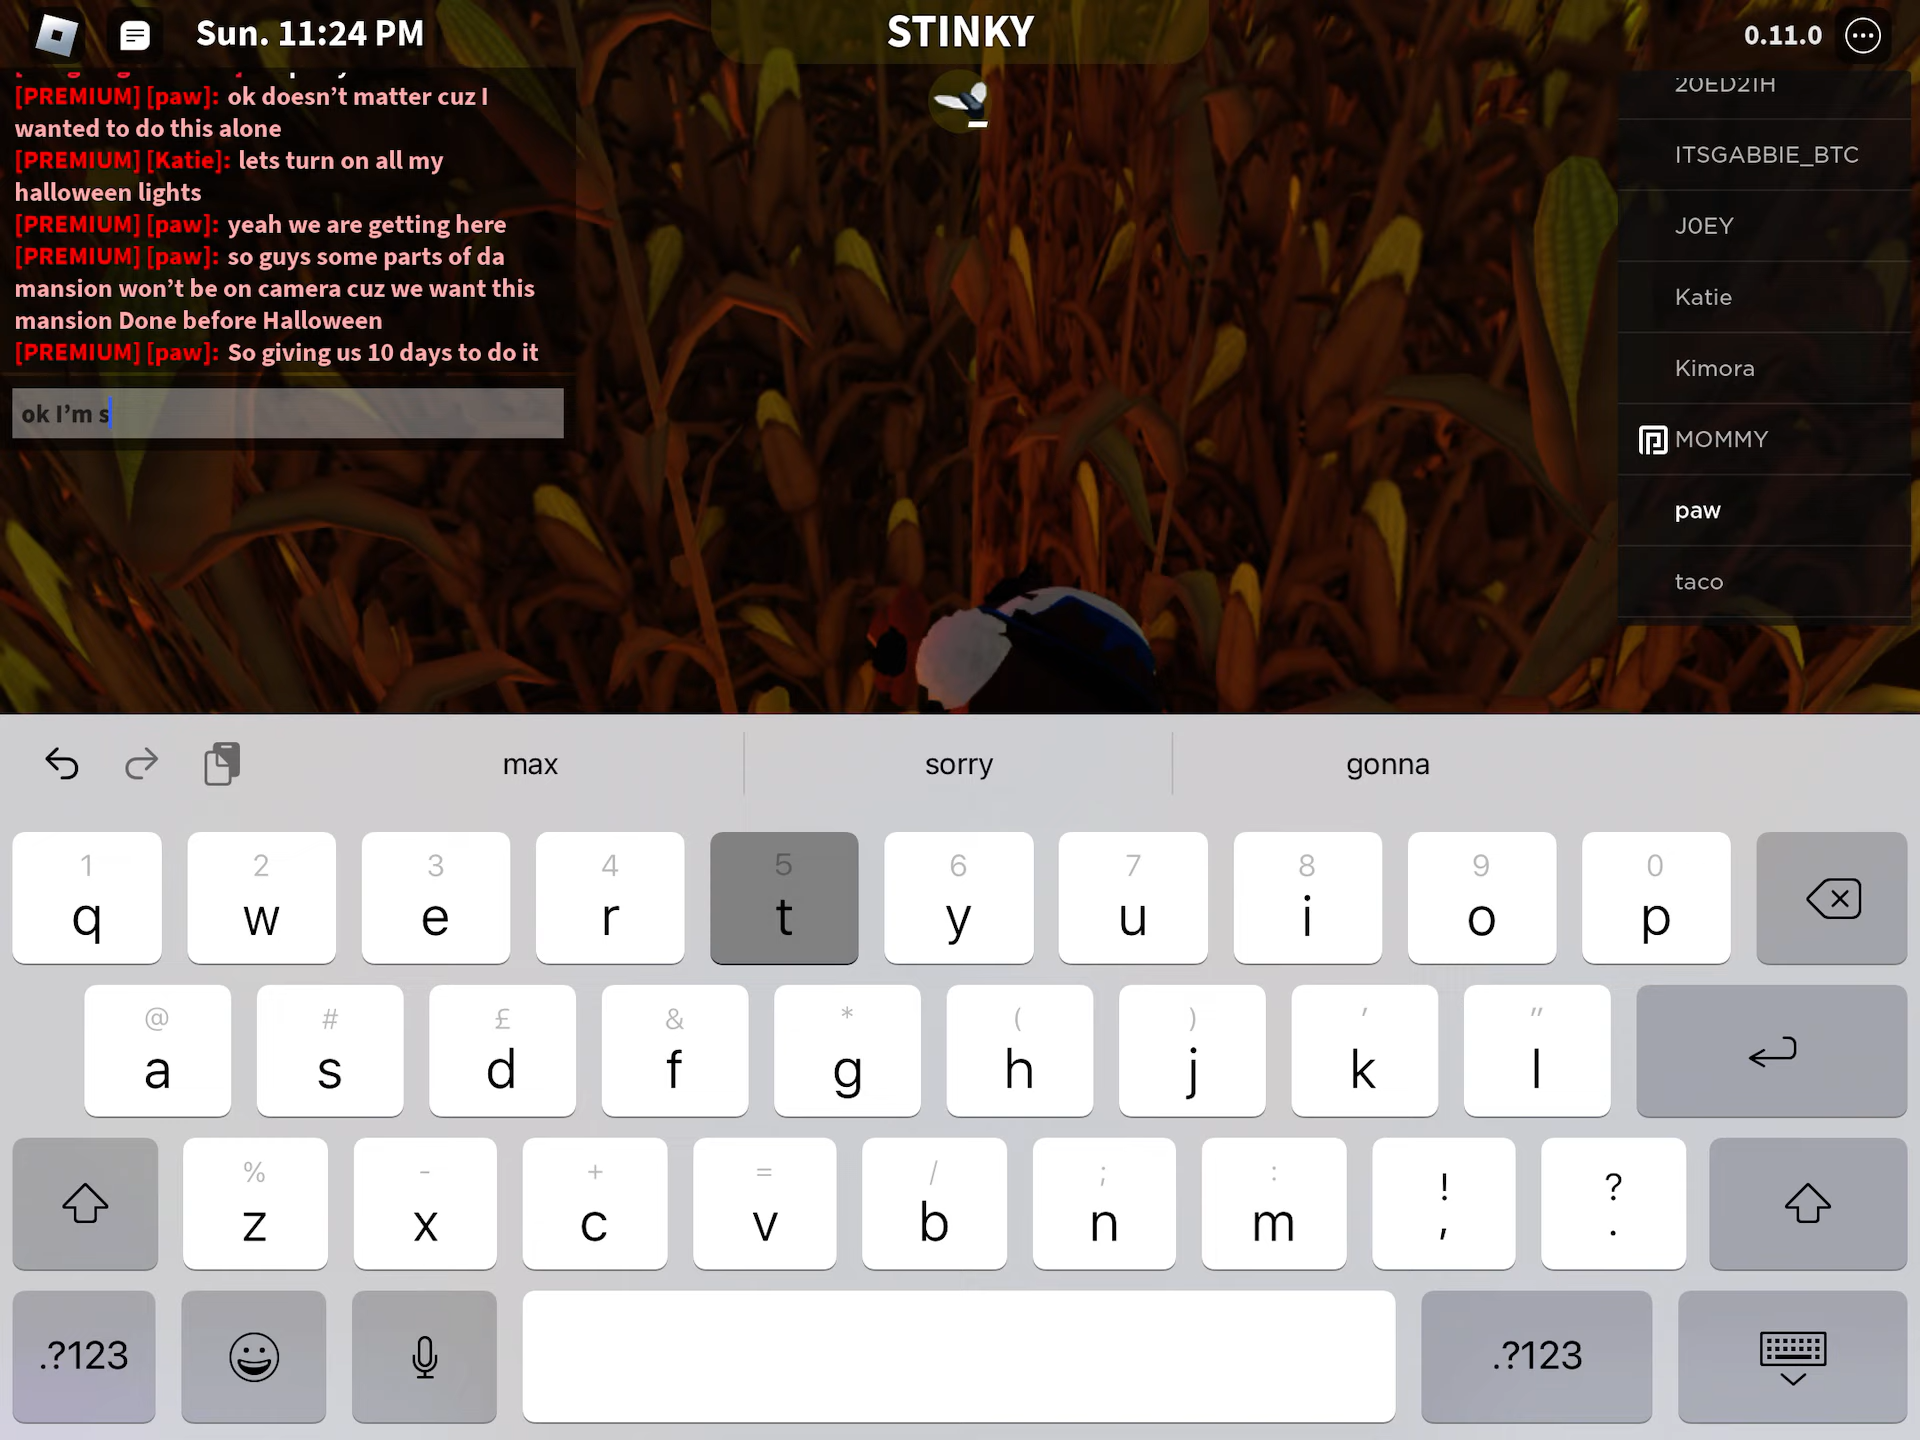 Sun. 11:24 PM
STINKY
0.11.0
[PREMIUM] [paw]: ok doesn’t matter cuz I
wanted to do this alone
[PREMIUM] [Katie]: lets turn on all my
halloween lights
[PREMIUM] [paw]: yeah we are getting here
[PREMIUM] [paw]: so guys some parts of da
mansion won’t be on camera cuz we want this
mansion Done before Halloween
[PREMIUM] [paw]: So giving us 10 days to do it
ok I’m s
ITSGABBIE_BTC
J0EY
Katie
Kimora
MOMMY
paw
taco
max sorry gonna
1 2 3 4 5 6 7 8 9 0
q w e r t y u i o p
@ # £ & * ( ) ’ ”
a s d f g h j k l
% - + = / ; : ! ?
z x c v b n m , .
.?123 .?123